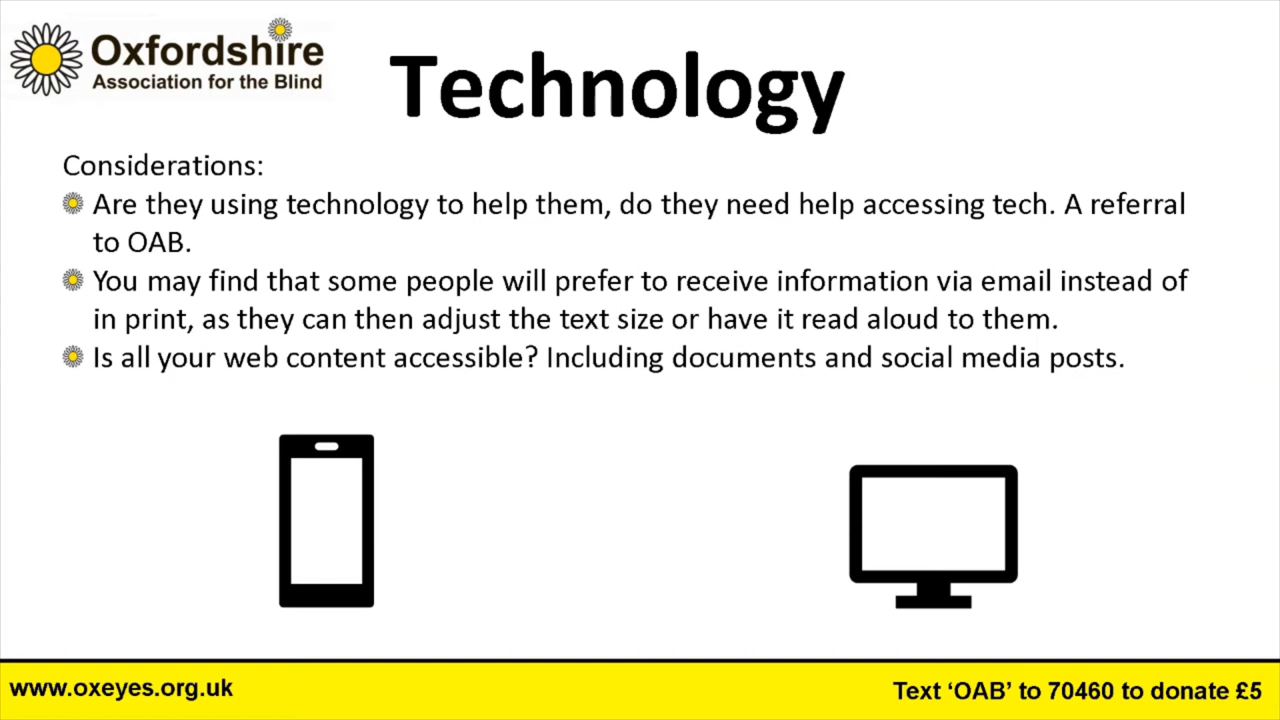 Oxfordshire
Association for the Blind
Technology
Considerations:
Are they using technology to help them, do they need help accessing tech. A referral
to OAB.
You may find that some people will prefer to receive information via email instead of
in print, as they can then adjust the text size or have it read aloud to them.
Is all your web content accessible? Including documents and social media posts.
www.oxeyes.org.uk
Text ‘OAB’ to 70460 to donate £5